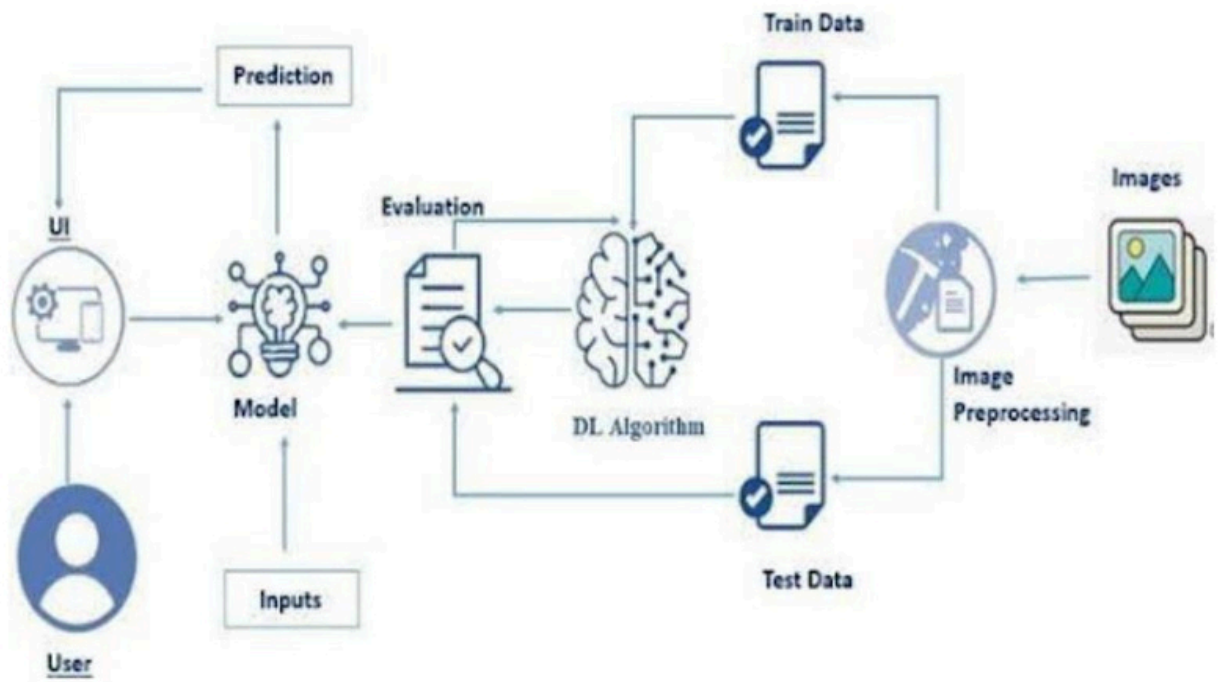 Train Data
Prediction
Images
Evaluation
UI
Image
Preprocessing
Model
DL Algorithm
Test Data
Inputs
User